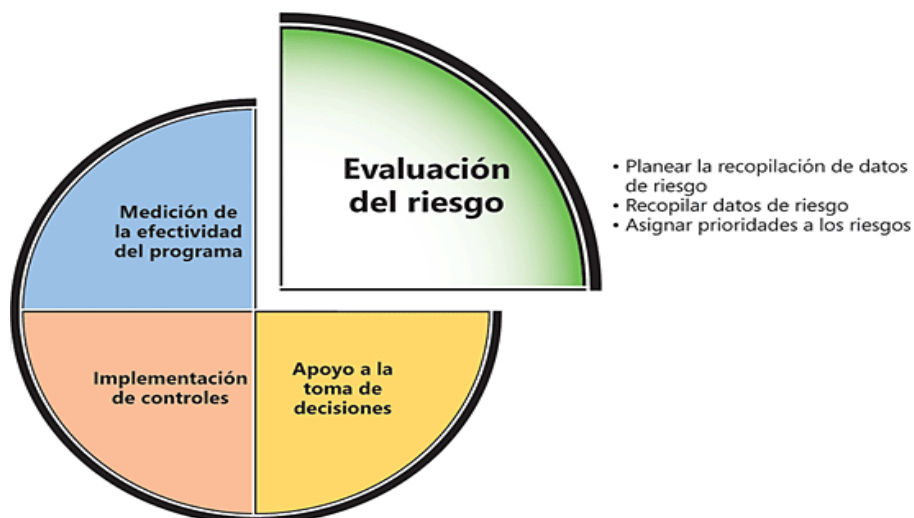 Evaluación
del riesgo
• Planear la recopilación de datos
de riesgo
• Recopilar datos de riesgo
• Asignar prioridades a los riesgos
Medición de
la efectividad
del programa
Implementación
de controles
Apoyo a la
toma de
decisiones